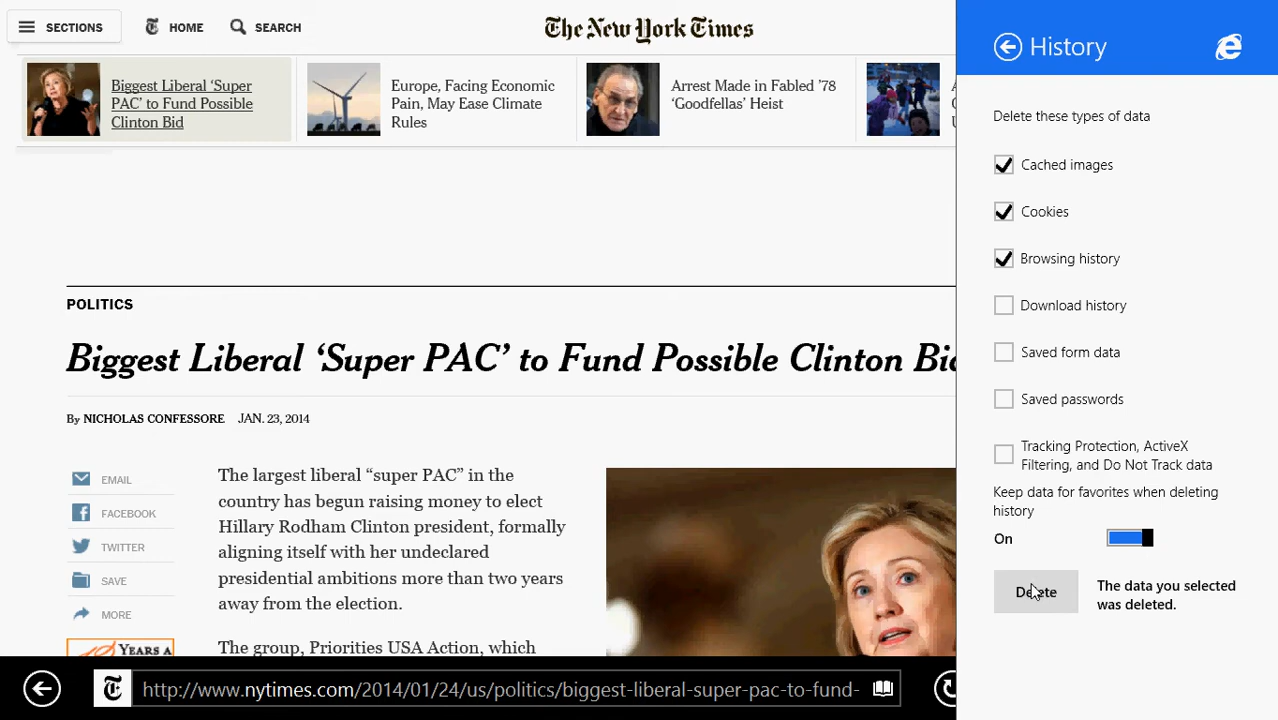 SECTIONS
HOME
SEARCH
The New York Times
Biggest Liberal ‘Super
PAC’ to Fund Possible
Clinton Bid
Europe, Facing Economic
Pain, May Ease Climate
Rules
Arrest Made in Fabled ’78
‘Goodfellas’ Heist
POLITICS
Biggest Liberal ‘Super PAC’ to Fund Possible Clinton Bid
By NICHOLAS CONFESSORE JAN. 23, 2014
EMAIL
FACEBOOK
TWITTER
SAVE
MORE
YEARS A
The largest liberal “super PAC” in the
country has begun raising money to elect
Hillary Rodham Clinton president, formally
aligning itself with her undeclared
presidential ambitions more than two years
away from the election.
The group, Priorities USA Action, which
http://www.nytimes.com/2014/01/24/us/politics/biggest-liberal-super-pac-to-fund-
History
Delete these types of data
Cached images
Cookies
Browsing history
Download history
Saved form data
Saved passwords
Tracking Protection, ActiveX
Filtering, and Do Not Track data
Keep data for favorites when deleting
history
On
Delete
The data you selected
was deleted.